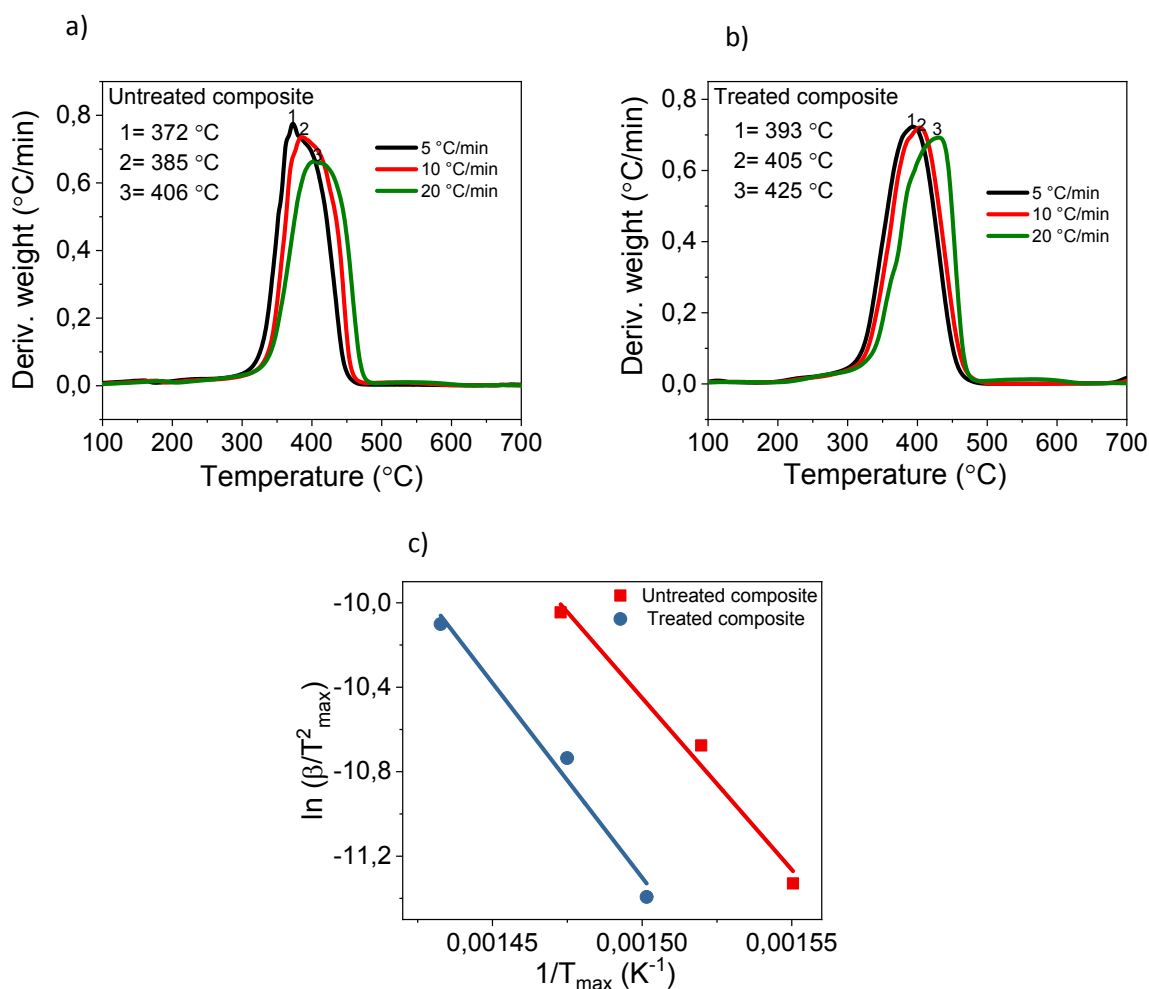 a)
Untreated composite
1= 372 °C
2= 385 °C
3= 406 °C
1
2
3
5 °C/min
10 °C/min
20 °C/min
Deriv. weight (°C/min)
0,8
0,6
0,4
0,2
0,0
100 200 300 400 500 600 700
Temperature (°C)
b)
Treated composite
1= 393 °C
2= 405 °C
3= 425 °C
1 2 3
5 °C/min
10 °C/min
20 °C/min
Deriv. weight (°C/min)
0,8
0,6
0,4
0,2
0,0
100 200 300 400 500 600 700
Temperature (°C)
c)
Untreated composite
Treated composite
ln (β/T²max)
-10,0
-10,4
-10,8
-11,2
0,00145 0,00150 0,00155
1/Tmax (K⁻¹)